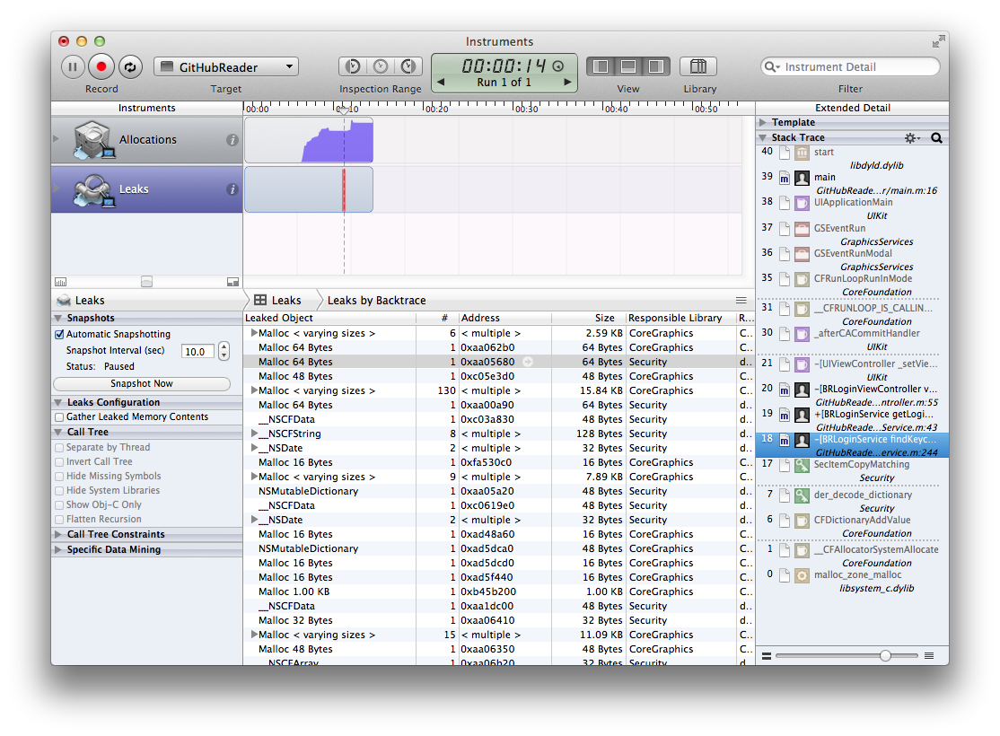 Instruments
GitHubReader
00:00:14
Run 1 of 1
Instrument Detail
Record
Target
Inspection Range
View
Library
Filter
Instruments
00:00
00:10
00:20
00:30
00:40
00:50
Extended Detail
Allocations
Leaks
Template
Stack Trace
40 start
libdyld.dylib
39 m main
GitHubReade...r/main.m:16
38 UIApplicationMain
UIKit
37 GSEventRun
GraphicsServices
36 GSEventRunModal
GraphicsServices
35 CFRunLoopRunInMode
CoreFoundation
31 __CFRUNLOOP_IS_CALLIN...
CoreFoundation
30 _afterCACommitHandler
UIKit
21 -[UIViewController _setVie...
UIKit
20 m -[BRLoginViewController v...
GitHubReade...ntroller.m:55
19 m +[BRLoginService getLogi...
GitHubReade...Service.m:43
18 m -[BRLoginService findKeyc...
GitHubReade...ervice.m:244
17 SecItemCopyMatching
Security
7 der_decode_dictionary
Security
6 CFDictionaryAddValue
CoreFoundation
1 __CFAllocatorSystemAllocate
CoreFoundation
0 malloc_zone_malloc
libsystem_c.dylib
Leaks
Snapshots
Automatic Snapshotting
Snapshot Interval (sec) 10.0
Status: Paused
Snapshot Now
Leaks Configuration
Gather Leaked Memory Contents
Call Tree
Separate by Thread
Invert Call Tree
Hide Missing Symbols
Hide System Libraries
Show Obj-C Only
Flatten Recursion
Call Tree Constraints
Specific Data Mining
Leaks Leaks by Backtrace
Leaked Object # Address Size Responsible Library R...
Malloc < varying sizes > 6 < multiple > 2.59 KB CoreGraphics C..
Malloc 64 Bytes 1 0xaa062b0 64 Bytes CoreGraphics C..
Malloc 64 Bytes 1 0xaa05680 64 Bytes Security d..
Malloc 48 Bytes 1 0xc05e3d0 48 Bytes CoreGraphics C..
Malloc < varying sizes > 130 < multiple > 15.84 KB CoreGraphics C..
Malloc 64 Bytes 1 0xaa00a90 64 Bytes Security d..
__NSCFData 1 0xc03a830 48 Bytes Security d..
__NSCFString 8 < multiple > 128 Bytes Security d..
__NSDate 2 < multiple > 32 Bytes Security d..
Malloc 16 Bytes 1 0xfa530c0 16 Bytes CoreGraphics C..
Malloc < varying sizes > 9 < multiple > 7.89 KB CoreGraphics C..
NSMutableDictionary 1 0xaa05a20 48 Bytes Security d..
__NSCFData 1 0xc0619e0 48 Bytes Security d..
__NSDate 2 < multiple > 32 Bytes Security d..
Malloc 16 Bytes 1 0xad48a60 16 Bytes CoreGraphics C..
NSMutableDictionary 1 0xad5dca0 48 Bytes Security d..
Malloc 16 Bytes 1 0xad5dcd0 16 Bytes CoreGraphics C..
Malloc 16 Bytes 1 0xad5f440 16 Bytes CoreGraphics C..
Malloc 1.00 KB 1 0xb45b200 1.00 KB CoreGraphics C..
__NSCFData 1 0xaa1dc00 48 Bytes Security d..
Malloc 32 Bytes 1 0xaa06410 32 Bytes Security d..
Malloc < varying sizes > 15 < multiple > 11.09 KB CoreGraphics C..
Malloc 48 Bytes 1 0xaa06350 48 Bytes CoreGraphics C..
__NSCFArray 1 0xaa06b20 32 Bytes Security d..